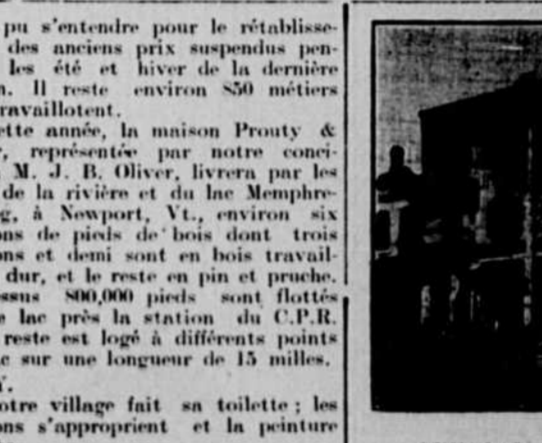 pu s'entendre pour le rétablisse-
des anciens prix suspendus pen-
les été et hiver de la dernière
n. Il reste environ 850 métiers
ravaillotent.
ette année, la maison Prouty &
r, représentée par notre conci-
M. J. B. Oliver, livrera par les
de la rivière et du lac Memphre-
g, à Newport, Vt., environ six
ons de pieds de bois dont trois
ons et demi sont en bois travail-
dur, et le reste en pin et pruche.
essus 800,000 pieds sont flottés
e lac près la station du C.P.R.
reste est logé à différents points
c sur une longueur de 15 milles.
Y.
otre village fait sa toilette ; les
ons s'approprient et la peinture